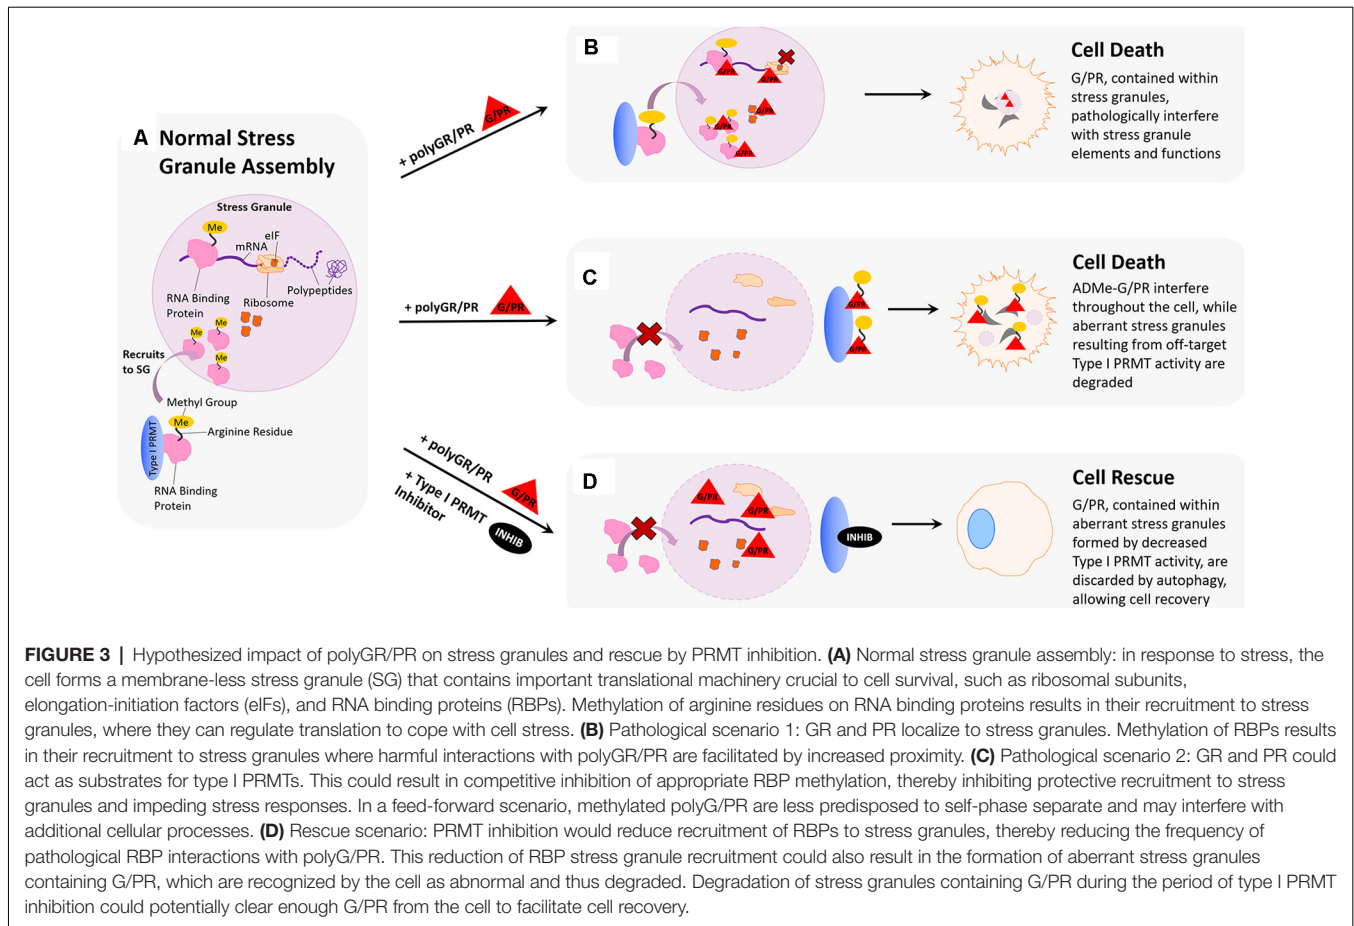 A
Normal Stress
Granule Assembly
Stress Granule
Me
eIF
mRNA
Polypeptides
RNA Binding
Protein
Ribosome
Me
Me
Me
Recruits
to SG
Methyl Group
Me
Arginine Residue
Type I PRMT
RNA Binding
Protein
+ polyGR/PR
G/PR
+ polyGR/PR
G/PR
+ polyGR/PR
G/PR
+ Type I PRMT
Inhibitor
INHIB
B
G/PR
G/PR
G/PR
G/PR
G/PR
Cell Death
G/PR, contained within
stress granules,
pathologically interfere
with stress granule
elements and functions
C
G/PR
G/PR
Cell Death
ADMe-G/PR interfere
throughout the cell, while
aberrant stress granules
resulting from off-target
Type I PRMT activity are
degraded
D
G/PR
G/PR
G/PR
INHIB
Cell Rescue
G/PR, contained within
aberrant stress granules
formed by decreased
Type I PRMT activity, are
discarded by autophagy,
allowing cell recovery
FIGURE 3 | Hypothesized impact of polyGR/PR on stress granules and rescue by PRMT inhibition. (A) Normal stress granule assembly: in response to stress, the
cell forms a membrane-less stress granule (SG) that contains important translational machinery crucial to cell survival, such as ribosomal subunits,
elongation-initiation factors (eIFs), and RNA binding proteins (RBPs). Methylation of arginine residues on RNA binding proteins results in their recruitment to stress
granules, where they can regulate translation to cope with cell stress. (B) Pathological scenario 1: GR and PR localize to stress granules. Methylation of RBPs results
in their recruitment to stress granules where harmful interactions with polyGR/PR are facilitated by increased proximity. (C) Pathological scenario 2: GR and PR could
act as substrates for type I PRMTs. This could result in competitive inhibition of appropriate RBP methylation, thereby inhibiting protective recruitment to stress
granules and impeding stress responses. In a feed-forward scenario, methylated polyG/PR are less predisposed to self-phase separate and may interfere with
additional cellular processes. (D) Rescue scenario: PRMT inhibition would reduce recruitment of RBPs to stress granules, thereby reducing the frequency of
pathological RBP interactions with polyG/PR. This reduction of RBP stress granule recruitment could also result in the formation of aberrant stress granules
containing G/PR, which are recognized by the cell as abnormal and thus degraded. Degradation of stress granules containing G/PR during the period of type I PRMT
inhibition could potentially clear enough G/PR from the cell to facilitate cell recovery.